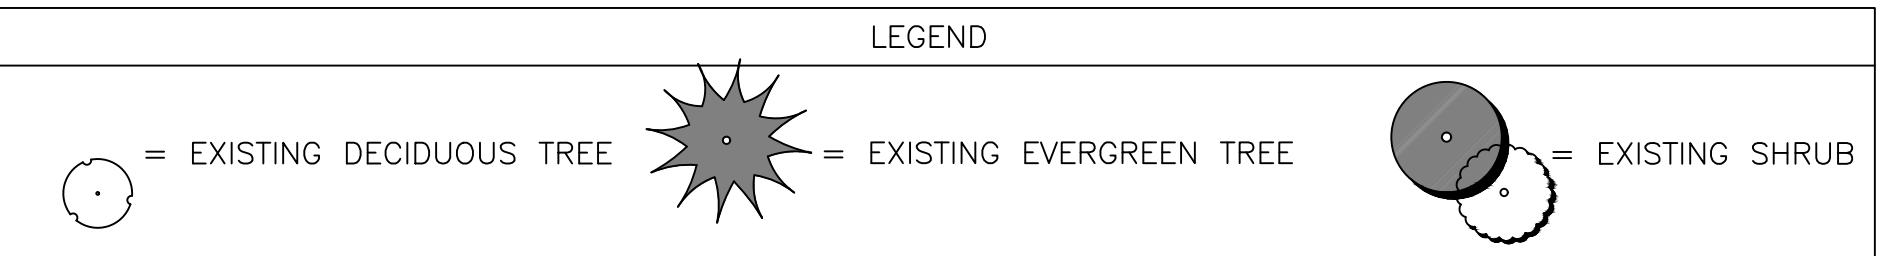 LEGEND
= EXISTING DECIDUOUS TREE = EXISTING EVERGREEN TREE = EXISTING SHRUB